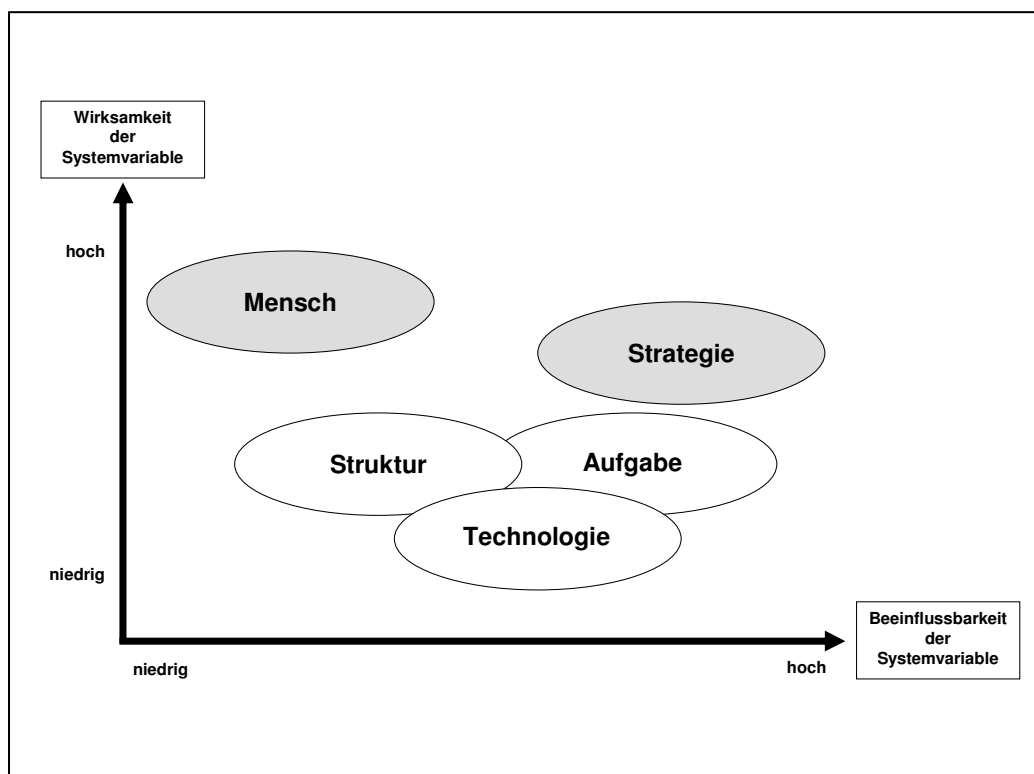 Wirksamkeit
der
Systemvariable
hoch
Mensch
Strategie
Struktur
Aufgabe
Technologie
niedrig
Beeinflussbarkeit
der
Systemvariable
niedrig
hoch